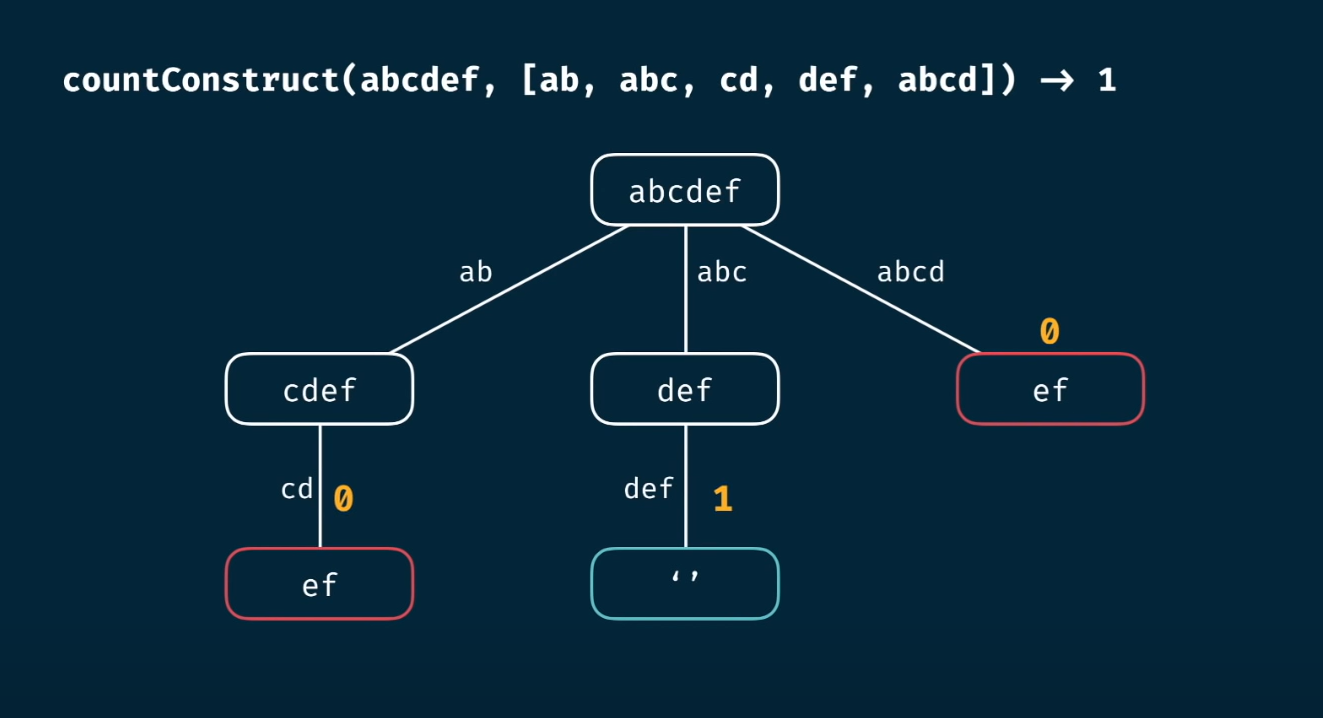 countConstruct(abcdef, [ab, abc, cd, def, abcd]) → 1
abcdef
ab abc abcd
0
cdef def ef
cd 0 def 1
ef ‘’